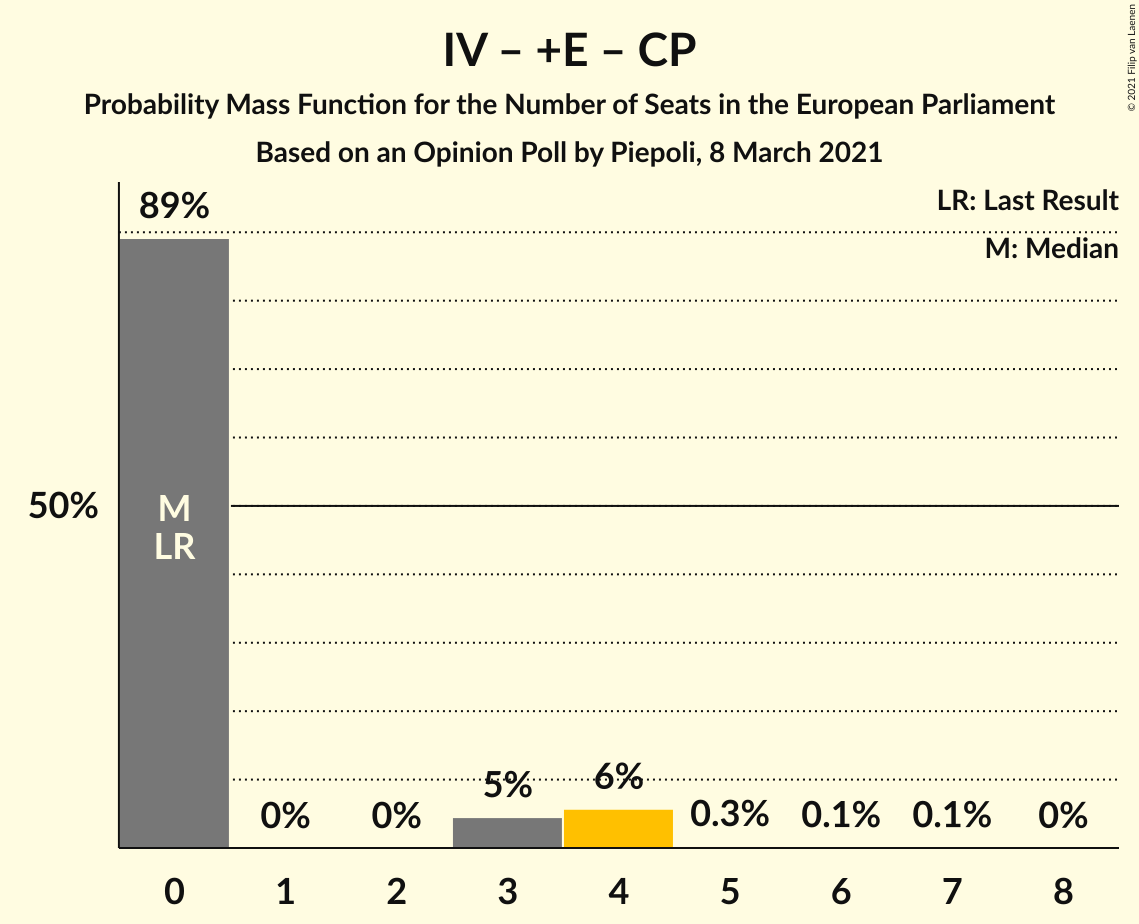 IV – +E – CP
Probability Mass Function for the Number of Seats in the European Parliament
Based on an Opinion Poll by Piepoli, 8 March 2021
© 2021 Filip van Laenen
LR: Last Result
M: Median
89%
50%
M
LR
0%
0%
5%
6%
0.3%
0.1%
0.1%
0%
0 1 2 3 4 5 6 7 8